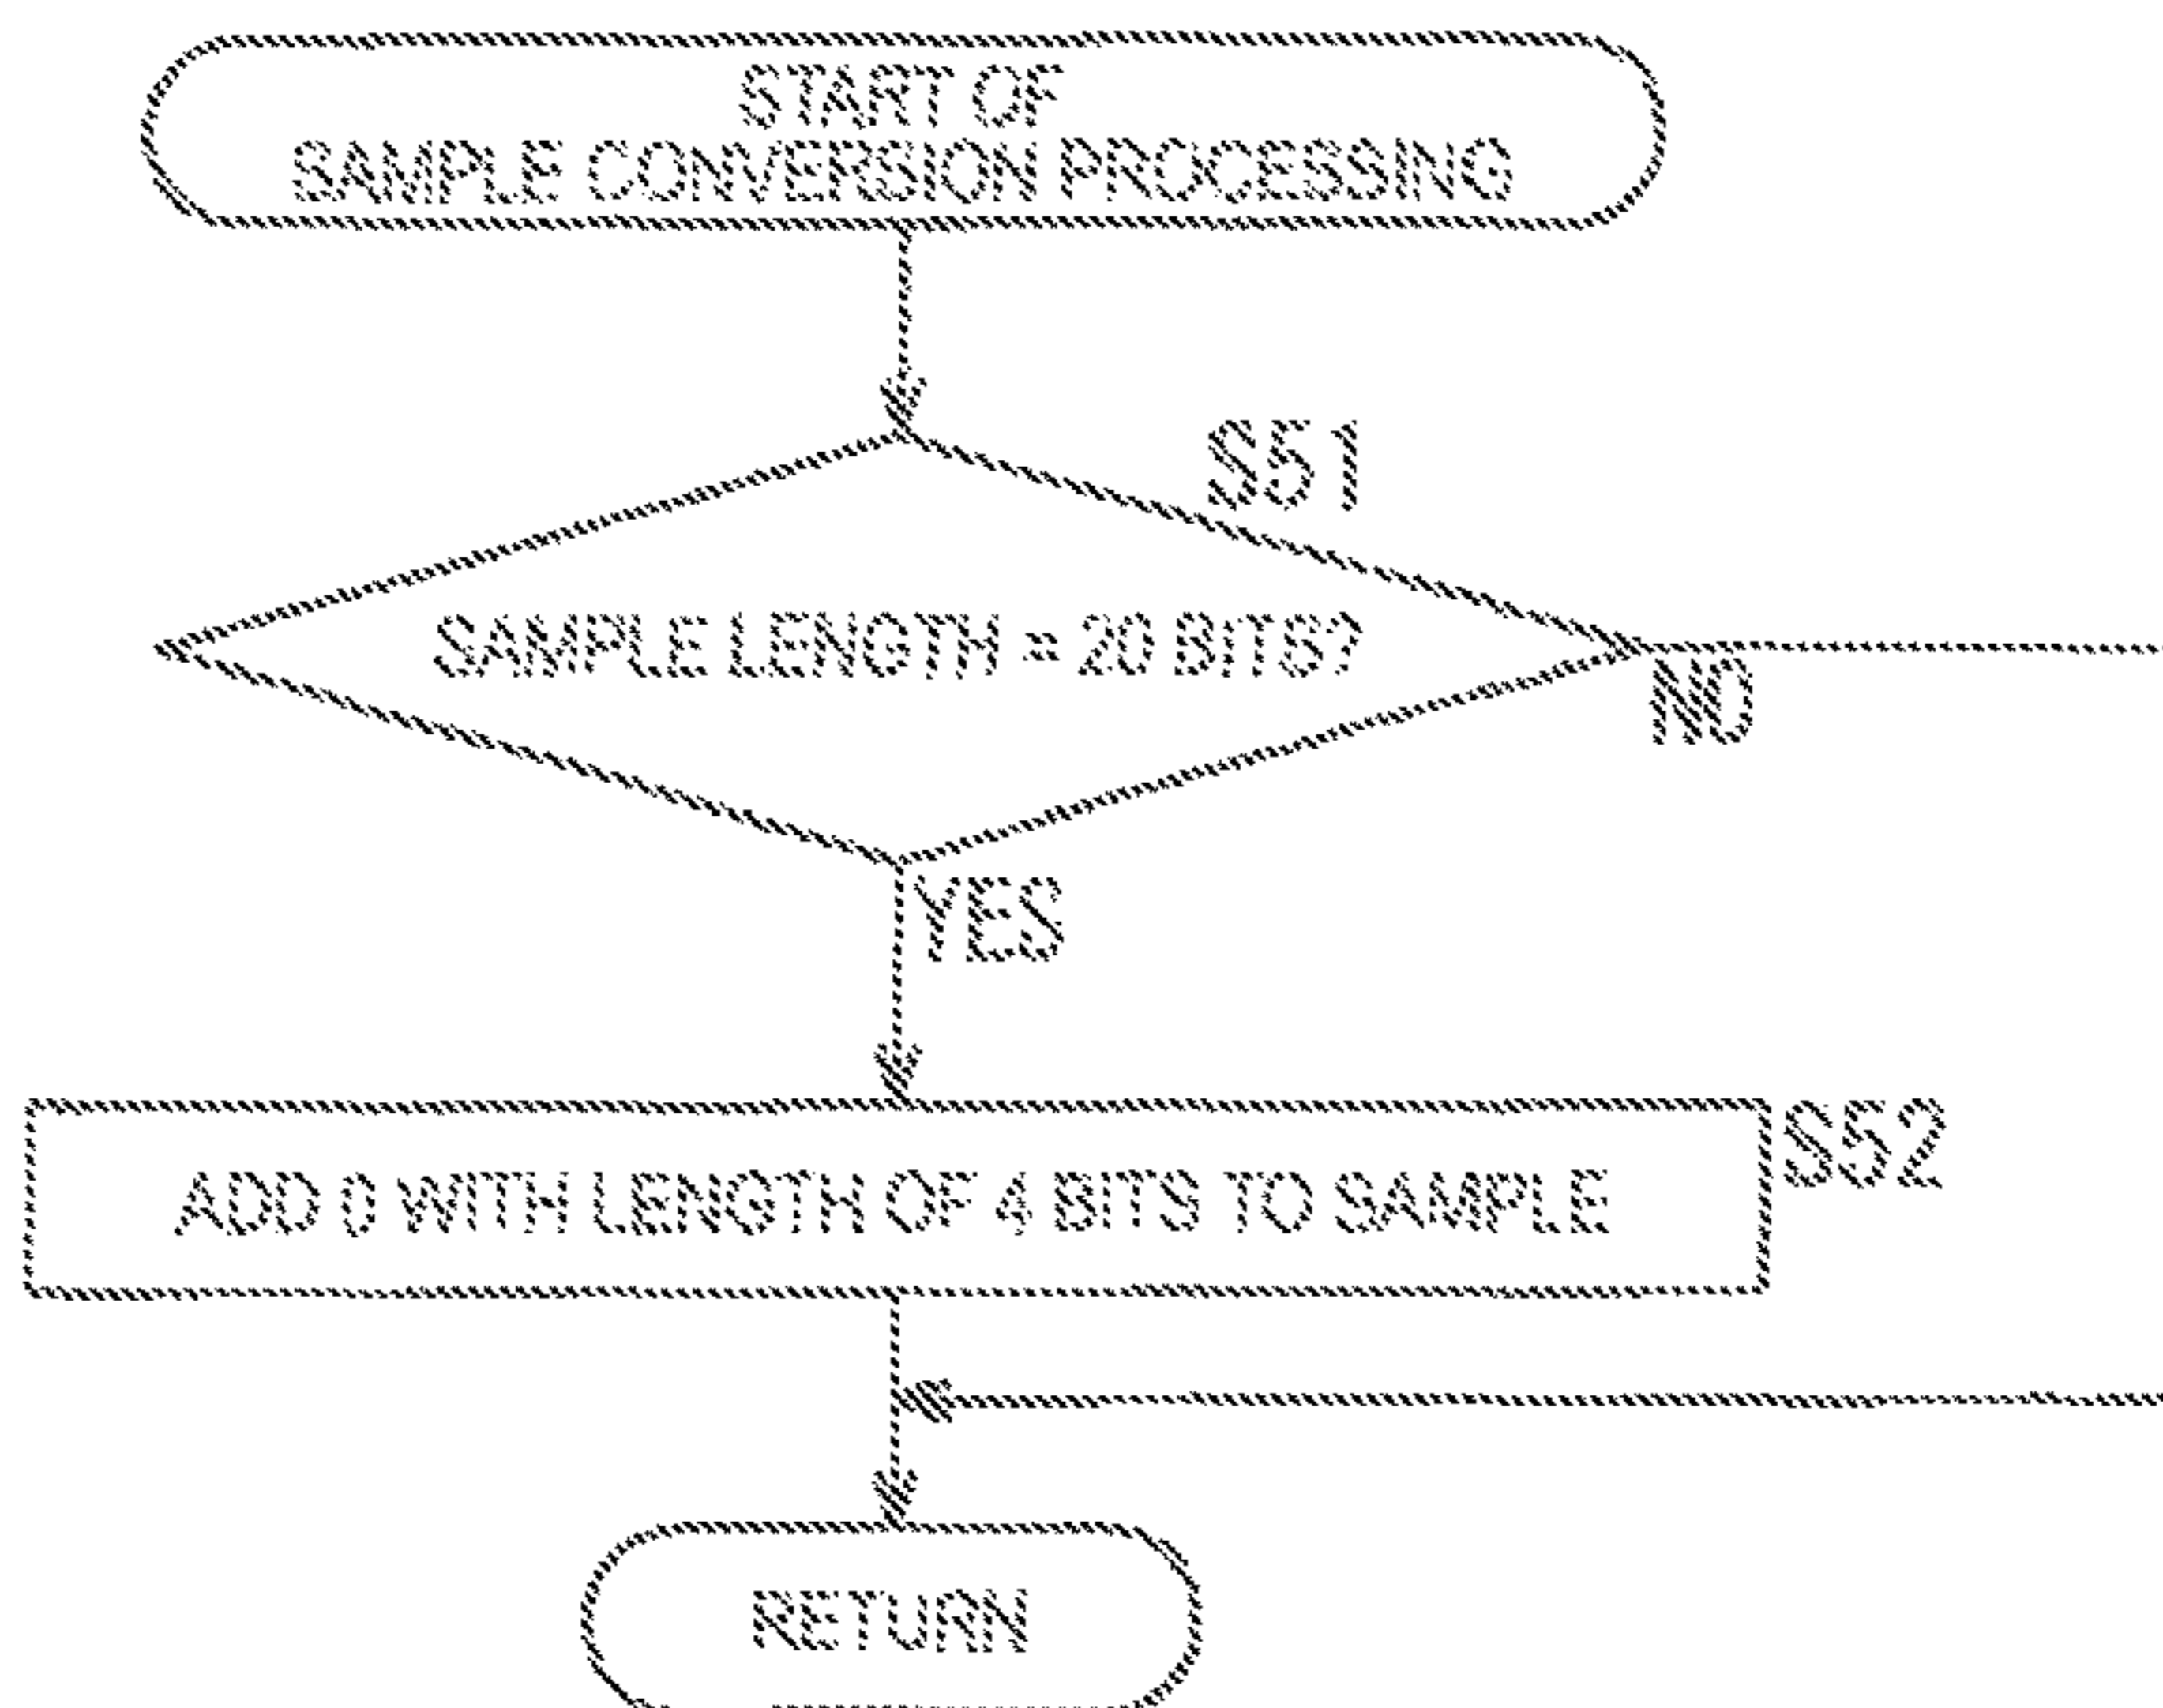 START OF
SAMPLE CONVERSION PROCESSING
S51
SAMPLE LENGTH = 20 BITS?
NO
YES
S52
ADD 0 WITH LENGTH OF 4 BITS TO SAMPLE
RETURN